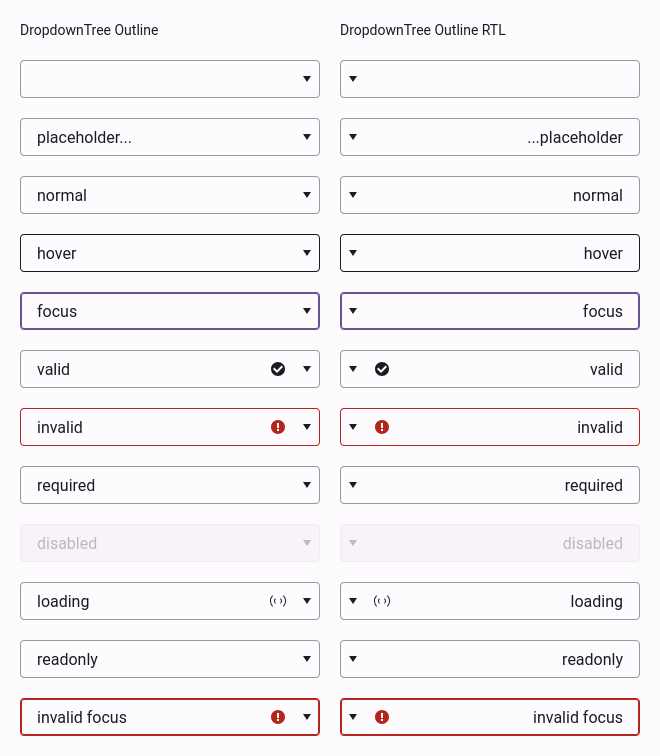 DropdownTree Outline
DropdownTree Outline RTL
placeholder...
...placeholder
normal
normal
hover
hover
focus
focus
valid
valid
invalid
invalid
required
required
disabled
disabled
loading
loading
readonly
readonly
invalid focus
invalid focus